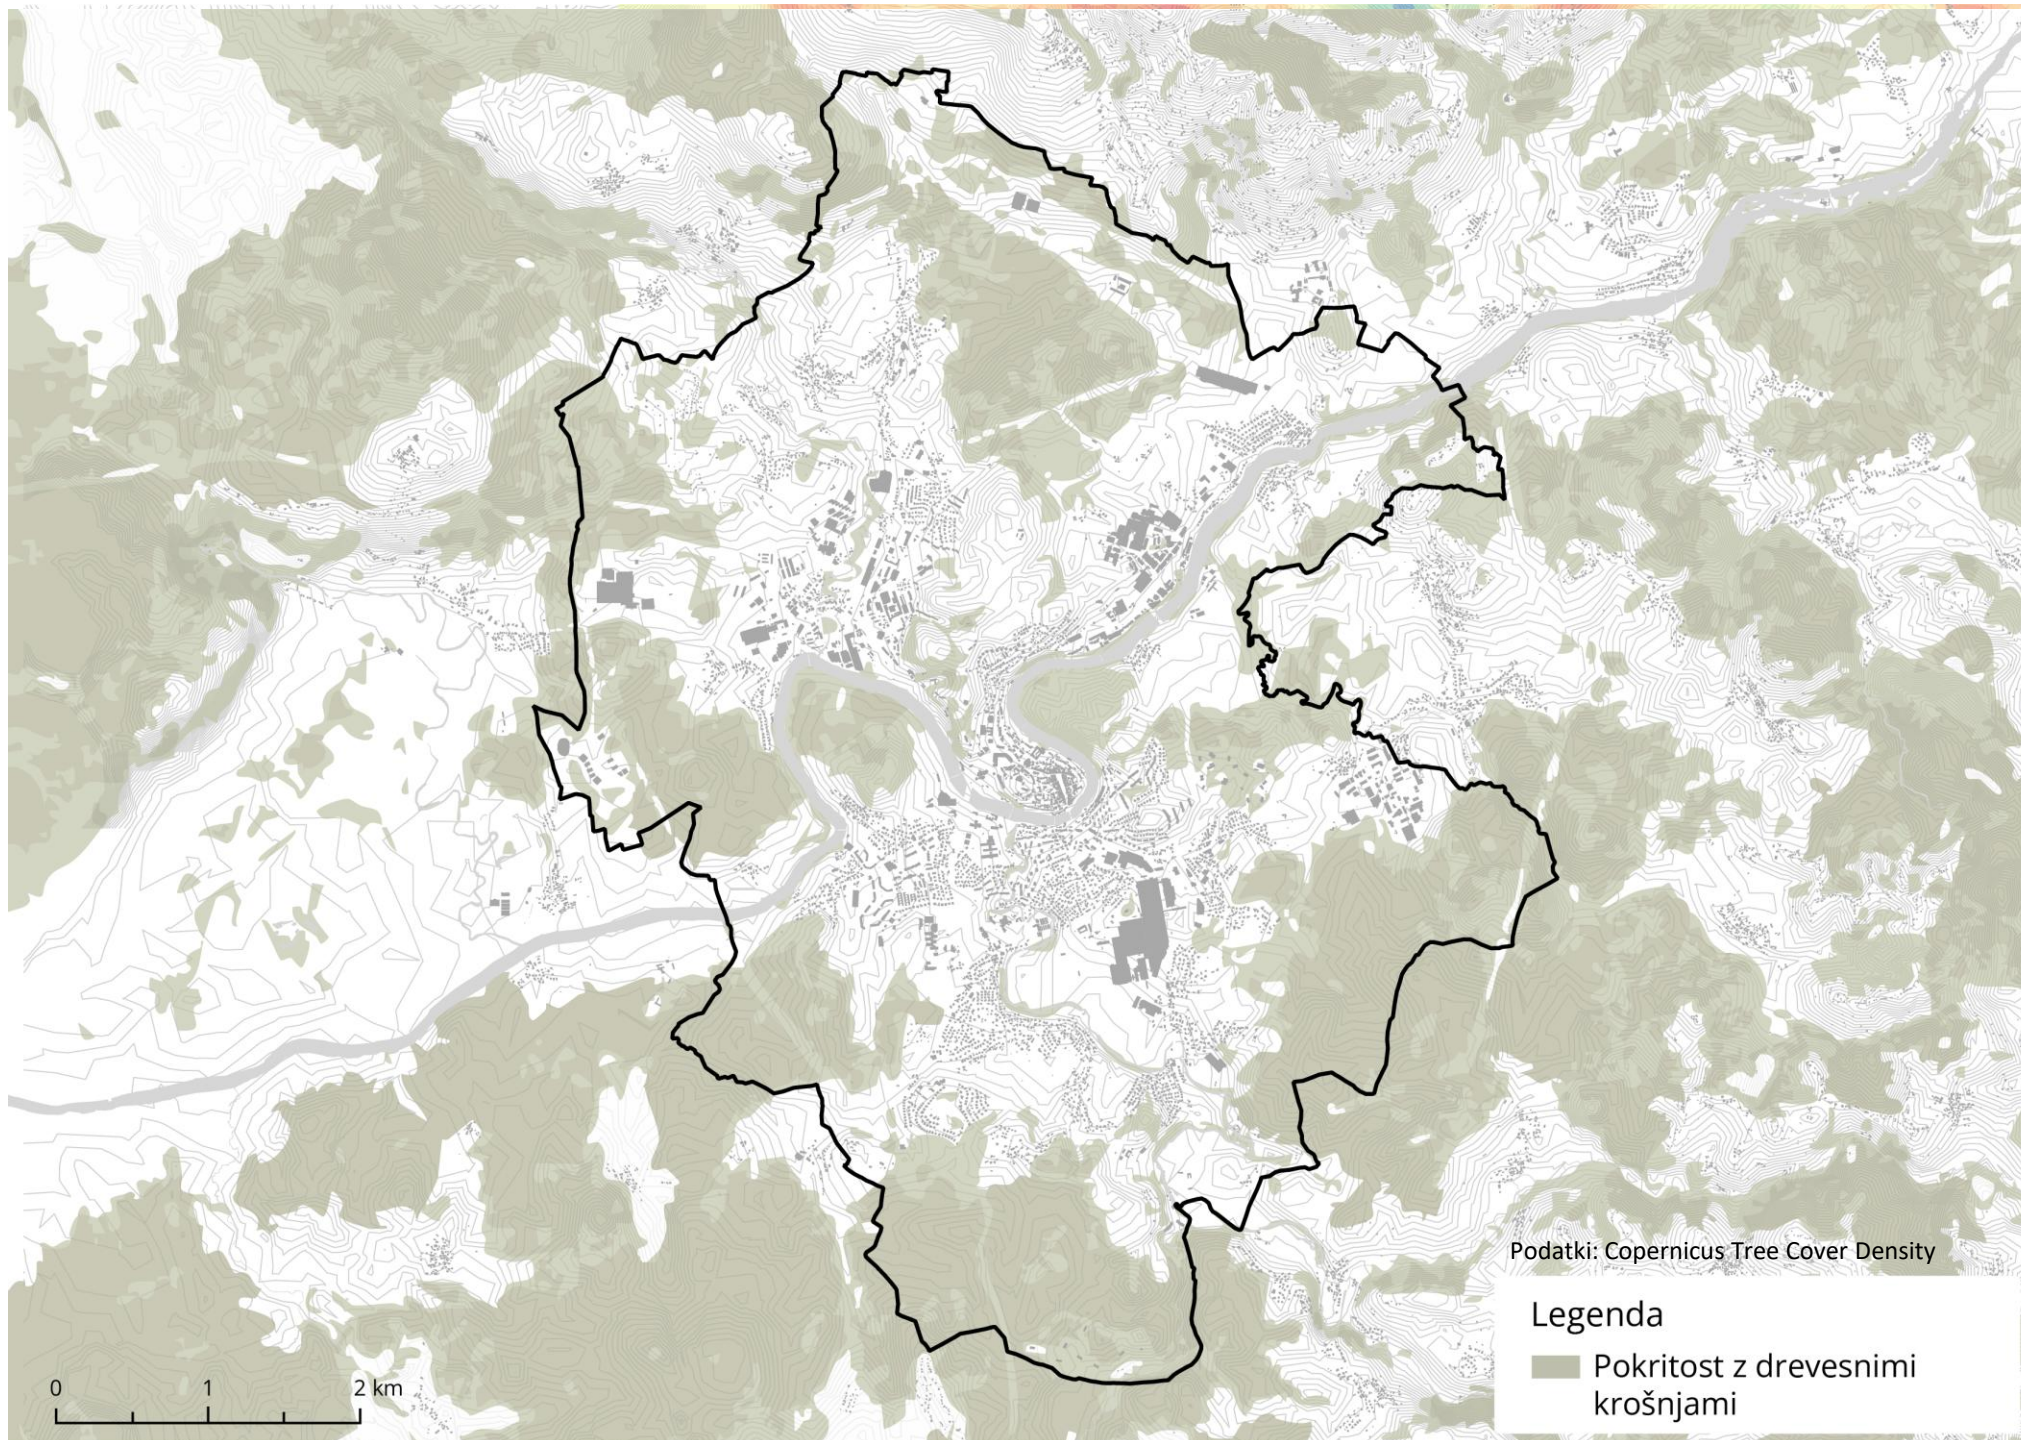 Podatki: Copernicus Tree Cover Density
Legenda
Pokritost z drevesnimi
krošnjami
0 1 2 km